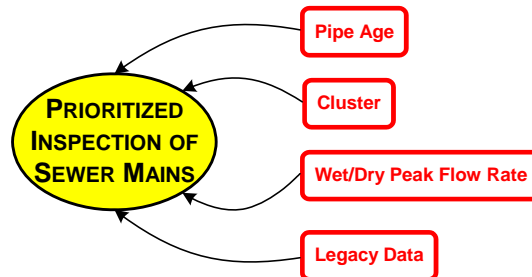 Pipe Age
Cluster
PRIORITIZED
INSPECTION OF
SEWER MAINS
Wet/Dry Peak Flow Rate
Legacy Data